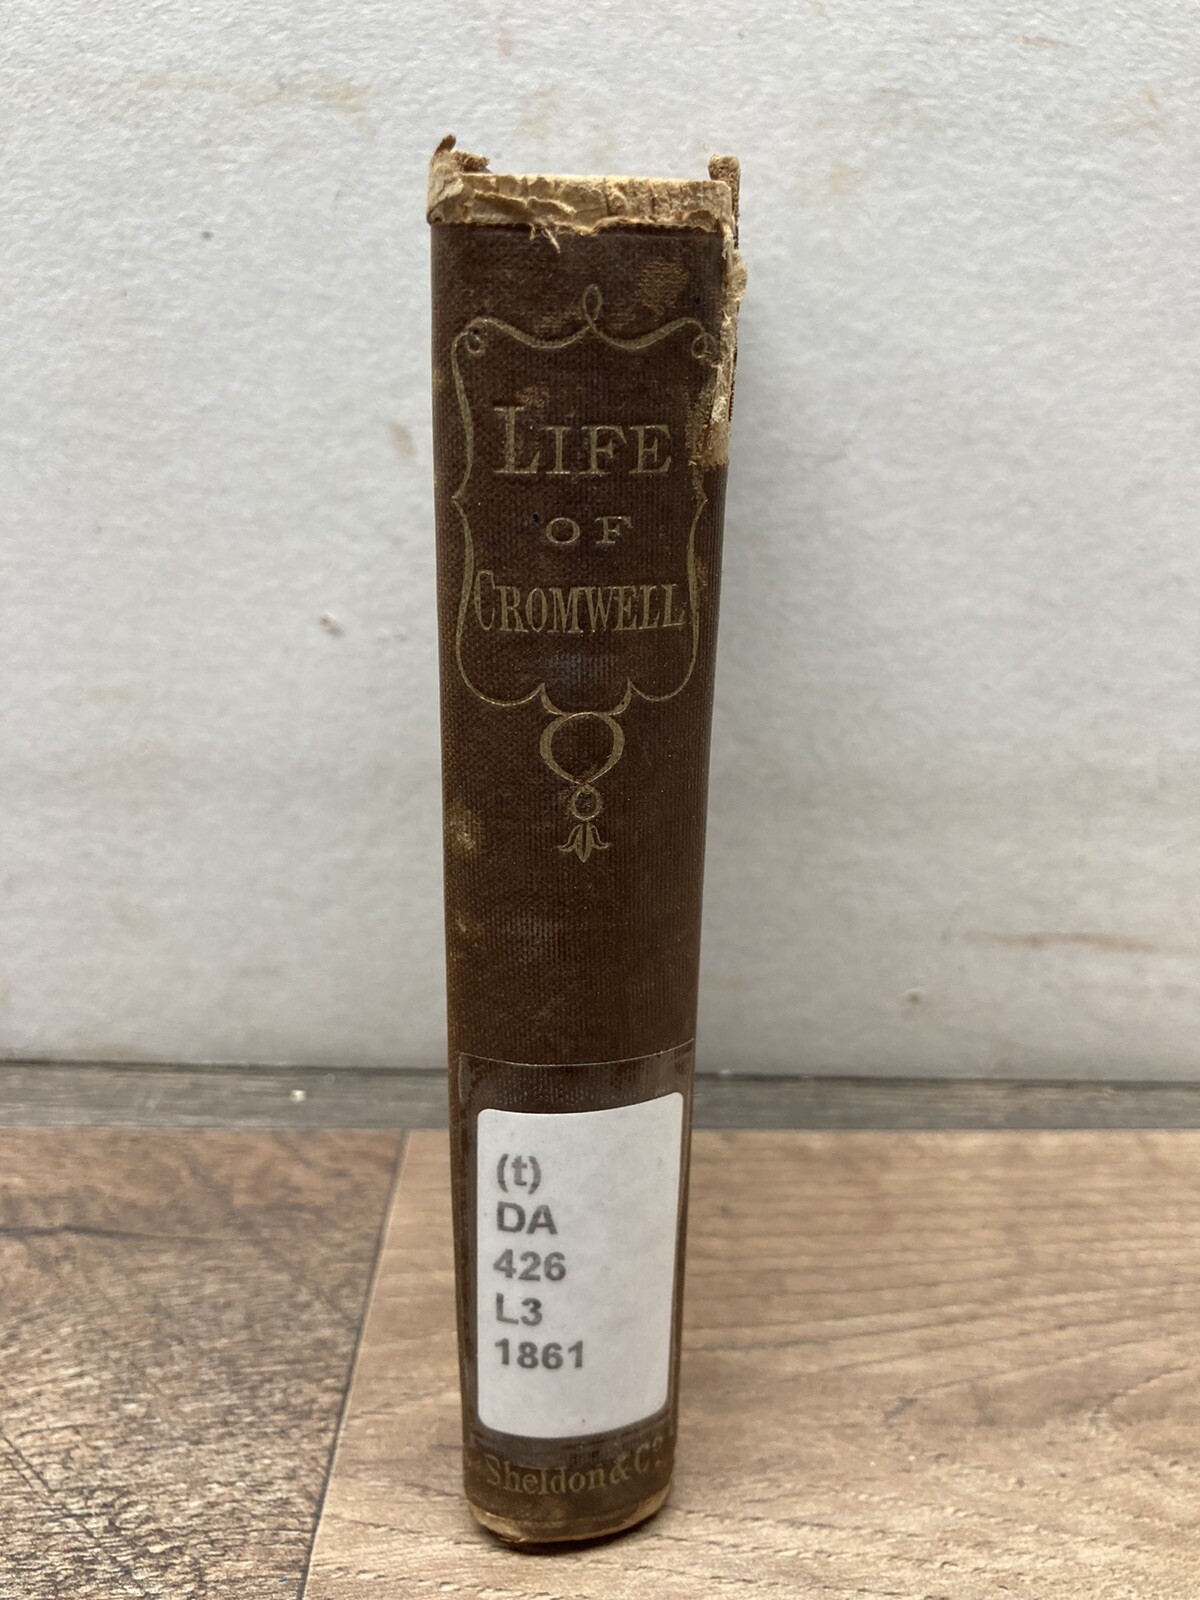 LIFE
OF
CROMWELL
(t)
DA
426
L3
1861
Sheldon & Co.